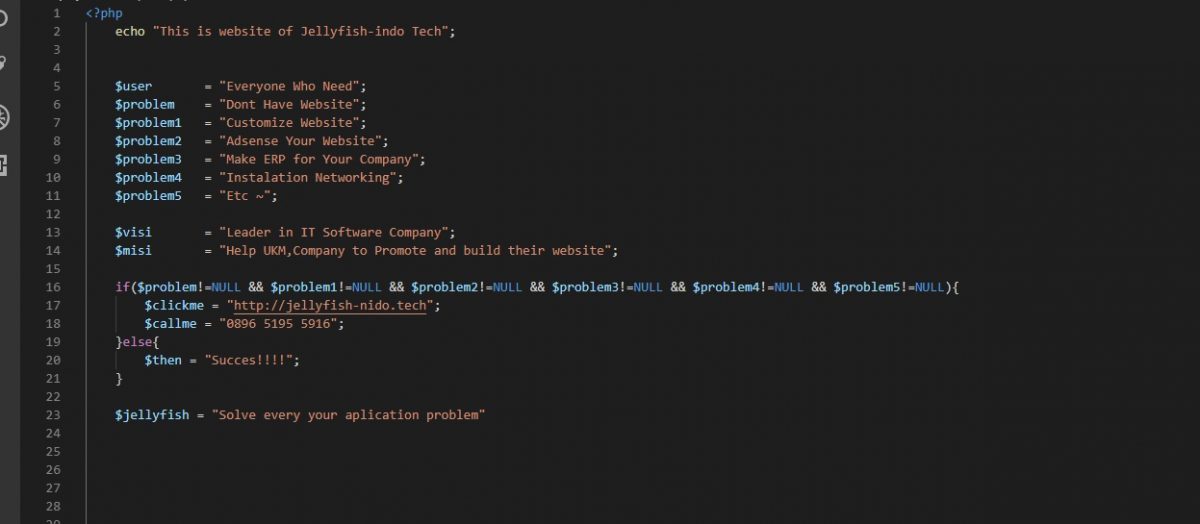 1 <?php
2 echo "This is website of Jellyfish-indo Tech";
3
4
5 $user = "Everyone Who Need";
6 $problem = "Dont Have Website";
7 $problem1 = "Customize Website";
8 $problem2 = "Adsense Your Website";
9 $problem3 = "Make ERP for Your Company";
10 $problem4 = "Instalation Networking";
11 $problem5 = "Etc ~";
12
13 $visi = "Leader in IT Software Company";
14 $misi = "Help UKM,Company to Promote and build their website";
15
16 if($problem!=NULL && $problem1!=NULL && $problem2!=NULL && $problem3!=NULL && $problem4!=NULL && $problem5!=NULL){
17 $clickme = "http://jellyfish-nido.tech";
18 $callme = "0896 5195 5916";
19 }else{
20 $then = "Succes!!!!";
21 }
22
23 $jellyfish = "Solve every your aplication problem"
24
25
26
27
28